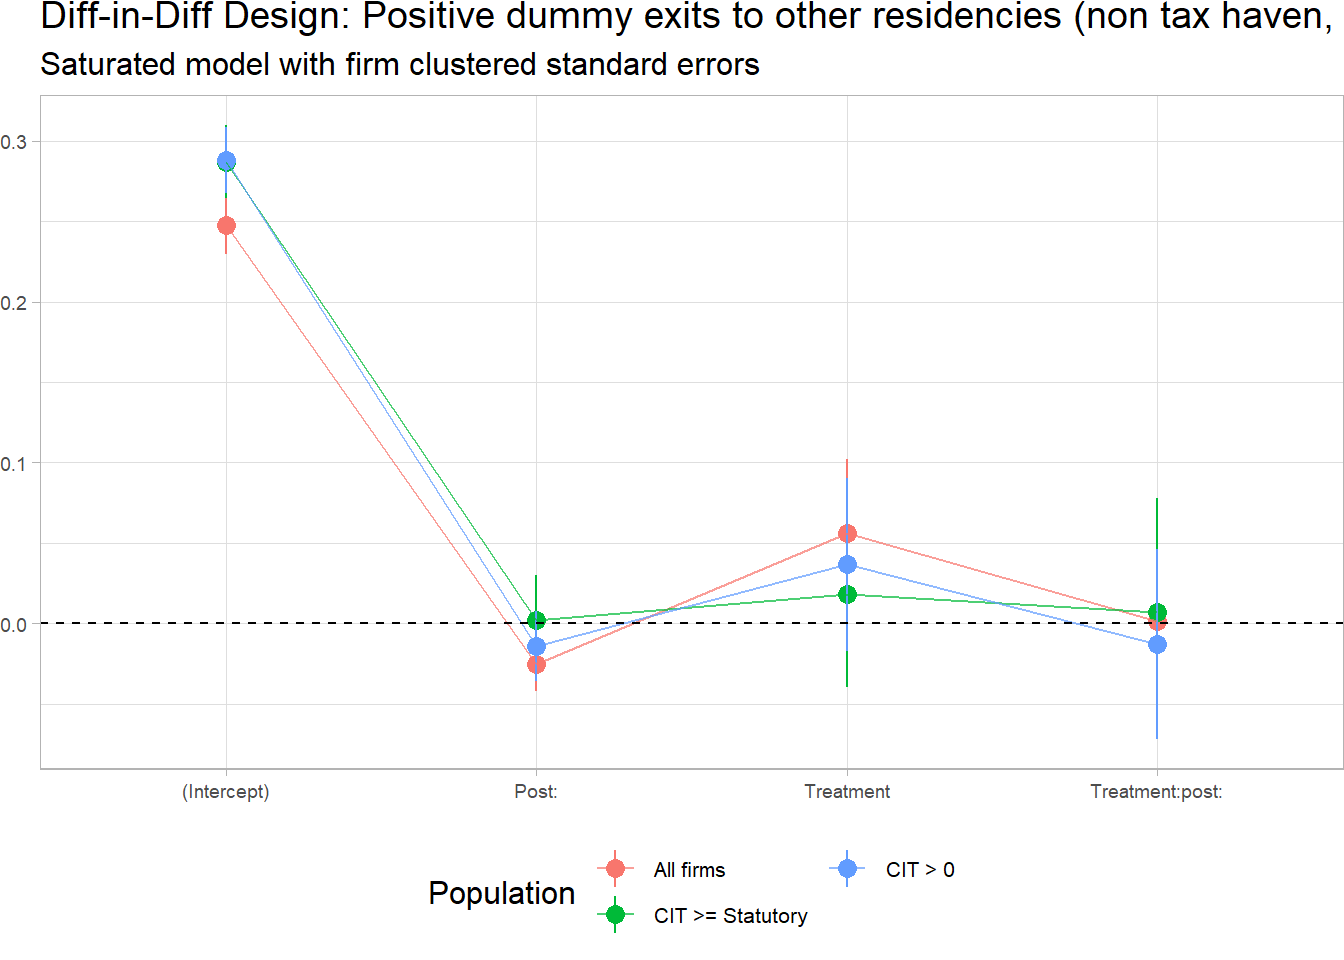 Diff-in-Diff Design: Positive dummy exits to other residencies (non tax haven,
Saturated model with firm clustered standard errors
0.3
0.2
0.1
0.0
(Intercept) Post: Treatment Treatment:post:
Population
All firms CIT > 0
CIT >= Statutory